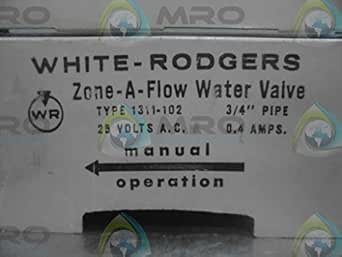 MRO
WHITE-RODGERS
Zone-A-Flow Water Valve
WR
TYPE 1311-102 3/4" PIPE
25 VOLTS A.C. 0.4 AMPS.
manual
operation